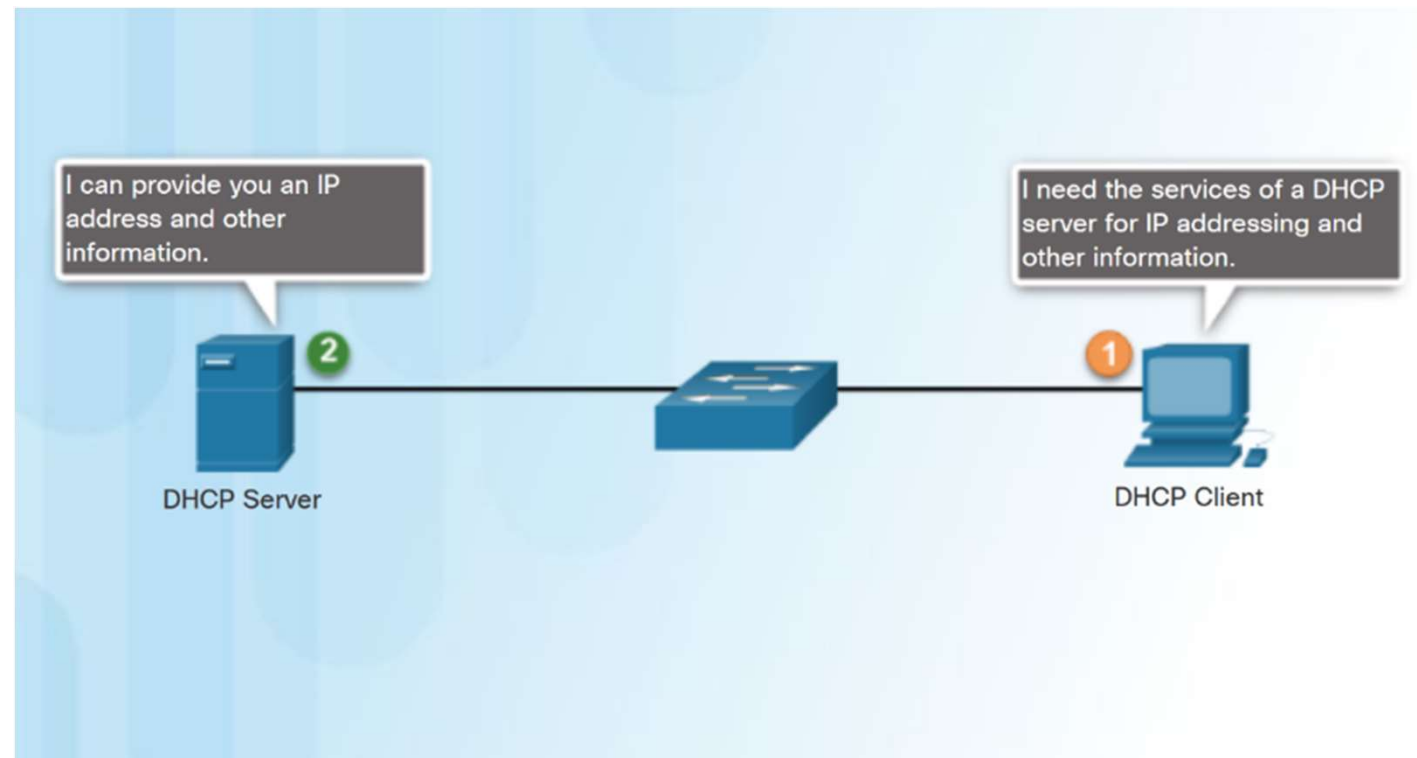 I can provide you an IP
address and other
information.
I need the services of a DHCP
server for IP addressing and
other information.
2
1
DHCP Server
DHCP Client